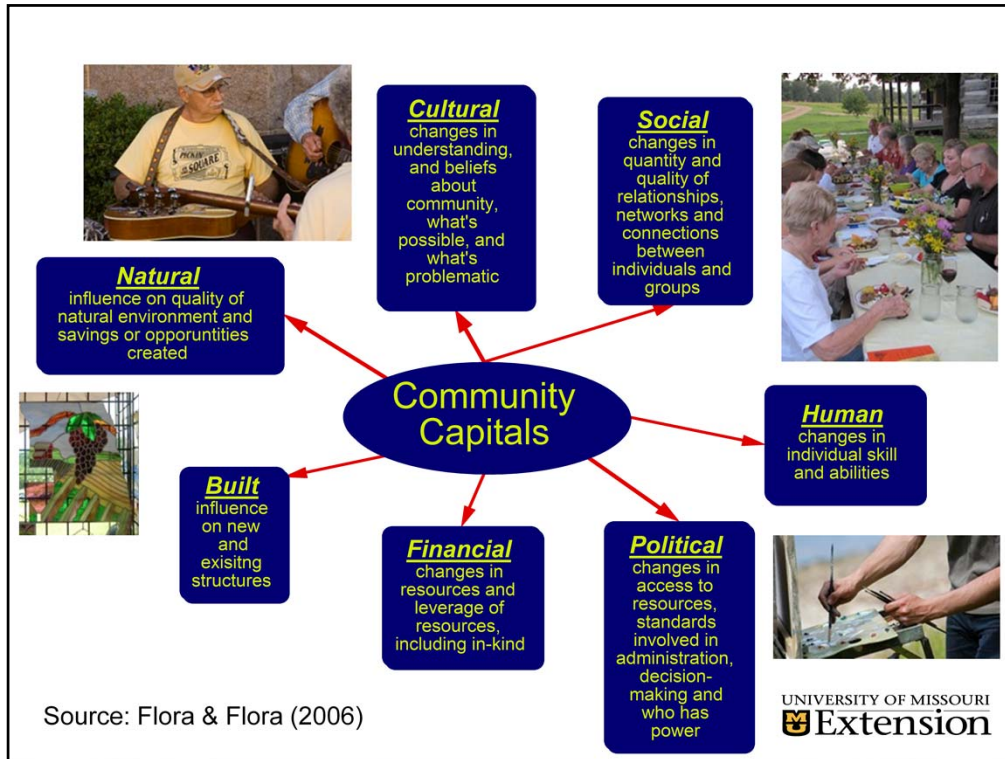 Cultural
changes in
understanding,
and beliefs
about
community,
what's
possible, and
what's
problematic
Social
changes in
quantity and
quality of
relationships,
networks and
connections
between
individuals and
groups
Natural
influence on quality of
natural environment and
savings or opporuntities
created
Community
Capitals
Human
changes in
individual skill
and abilities
Built
influence
on new
and
exisitng
structures
Financial
changes in
resources and
leverage of
resources,
including in-kind
Political
changes in
access to
resources,
standards
involved in
administration,
decision-
making and
who has
power
Source: Flora & Flora (2006)
UNIVERSITY OF MISSOURI
Extension
PICKIN'
SQUARE